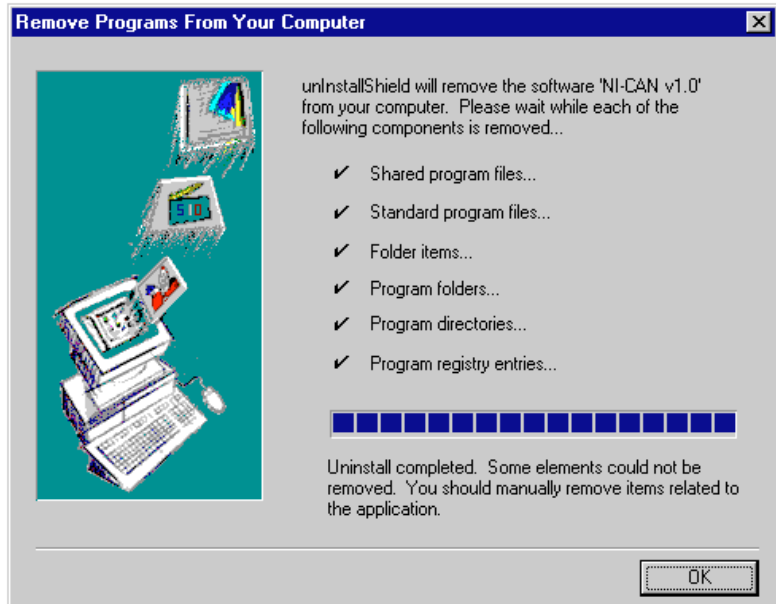 Remove Programs From Your Computer
unInstallShield will remove the software 'NI-CAN v1.0'
from your computer. Please wait while each of the
following components is removed...
Shared program files...
Standard program files...
Folder items...
Program folders...
Program directories...
Program registry entries...
Uninstall completed. Some elements could not be
removed. You should manually remove items related to
the application.
OK